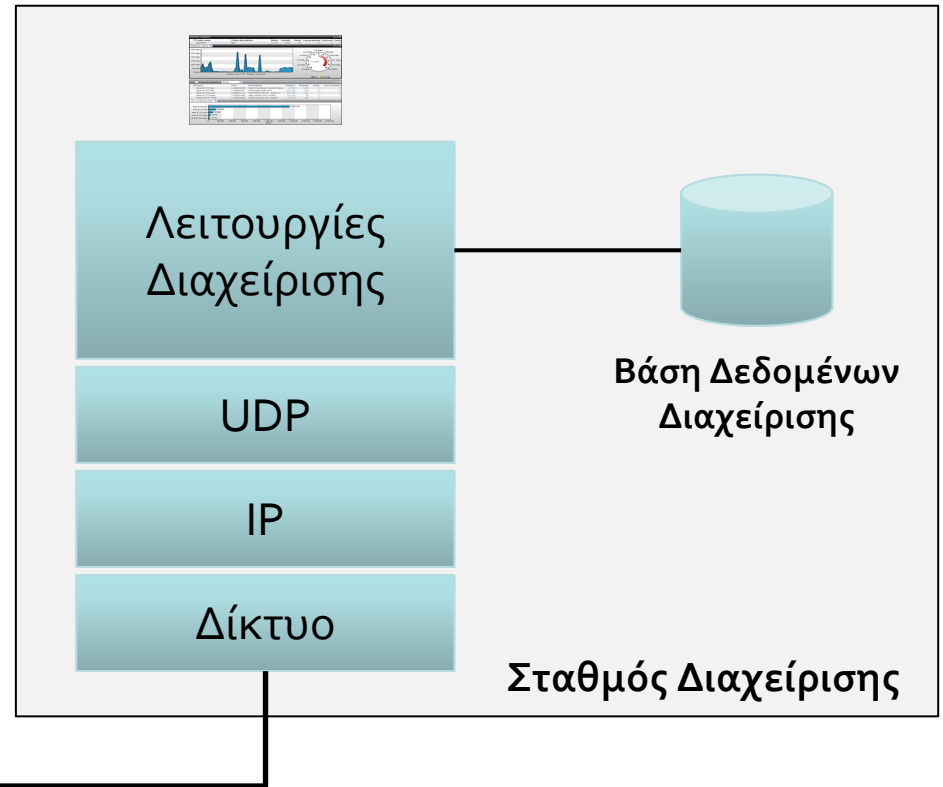 Λειτουργίες
Διαχείρισης
UDP
IP
Δίκτυο
Βάση Δεδομένων
Διαχείρισης
Σταθμός Διαχείρισης